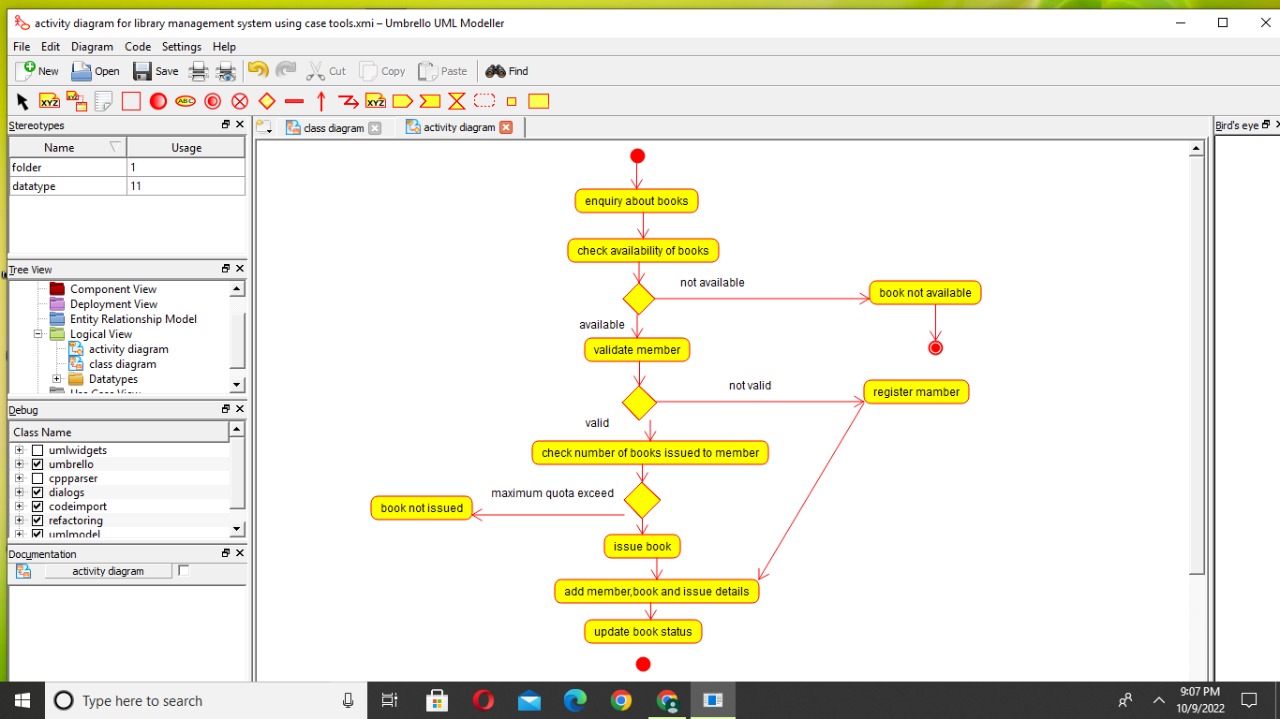 activity diagram for library management system using case tools.xmi – Umbrello UML Modeller
File Edit Diagram Code Settings Help
New Open Save Cut Copy Paste Find
XYZ XYZ ABC XYZ
Stereotypes
Name Usage
folder 1
datatype 11
Tree View
Component View
Deployment View
Entity Relationship Model
Logical View
activity diagram
class diagram
Datatypes
Use Case View
Debug
Class Name
umlwidgets
umbrello
cppparser
dialogs
codeimport
refactoring
umlmodel
Documentation
activity diagram
class diagram activity diagram
Bird's eye
enquiry about books
check availability of books
not available
book not available
available
validate member
not valid
register mamber
valid
check number of books issued to member
maximum quota exceed
book not issued
issue book
add member,book and issue details
update book status
Type here to search
9:07 PM
10/9/2022